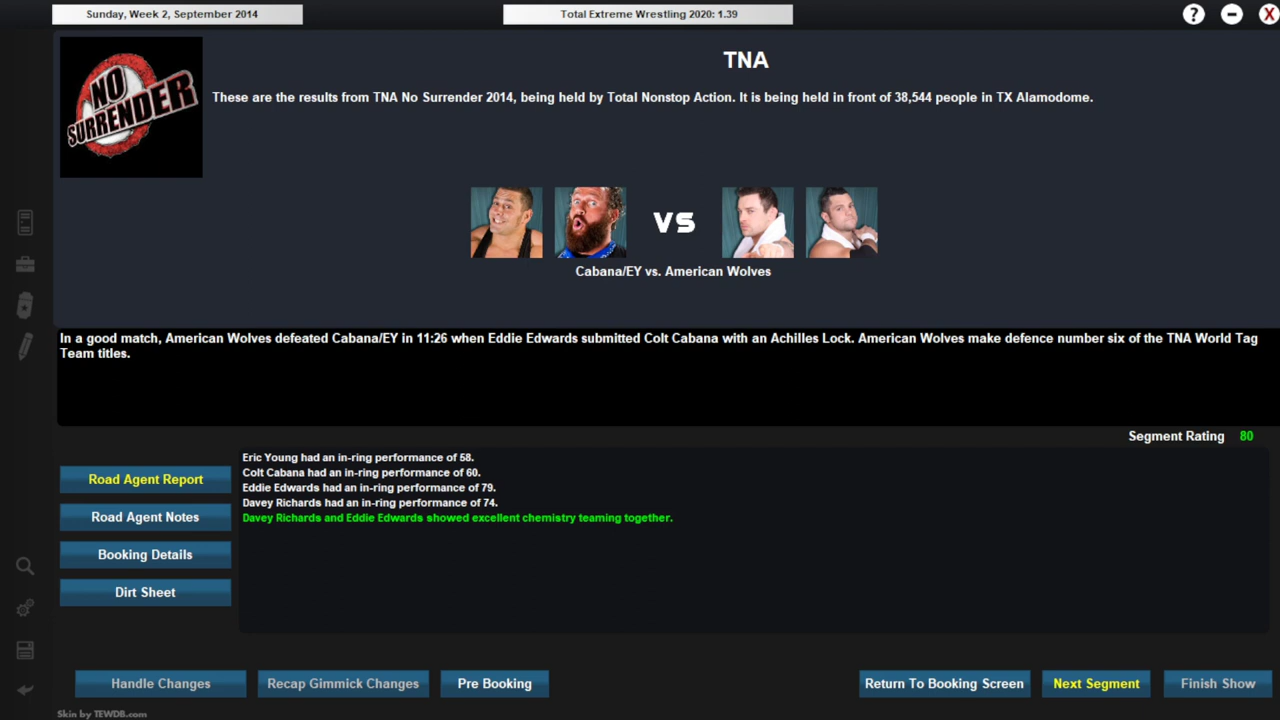 Sunday, Week 2, September 2014
Total Extreme Wrestling 2020: 1.39
?
X
NO
SURRENDER
TNA
These are the results from TNA No Surrender 2014, being held by Total Nonstop Action. It is being held in front of 38,544 people in TX Alamodome.
VS
Cabana/EY vs. American Wolves
In a good match, American Wolves defeated Cabana/EY in 11:26 when Eddie Edwards submitted Colt Cabana with an Achilles Lock. American Wolves make defence number six of the TNA World Tag
Team titles.
Segment Rating 80
Road Agent Report
Road Agent Notes
Booking Details
Dirt Sheet
Eric Young had an in-ring performance of 58.
Colt Cabana had an in-ring performance of 60.
Eddie Edwards had an in-ring performance of 79.
Davey Richards had an in-ring performance of 74.
Davey Richards and Eddie Edwards showed excellent chemistry teaming together.
Handle Changes
Recap Gimmick Changes
Pre Booking
Return To Booking Screen
Next Segment
Finish Show
Skin by TEWDB.com